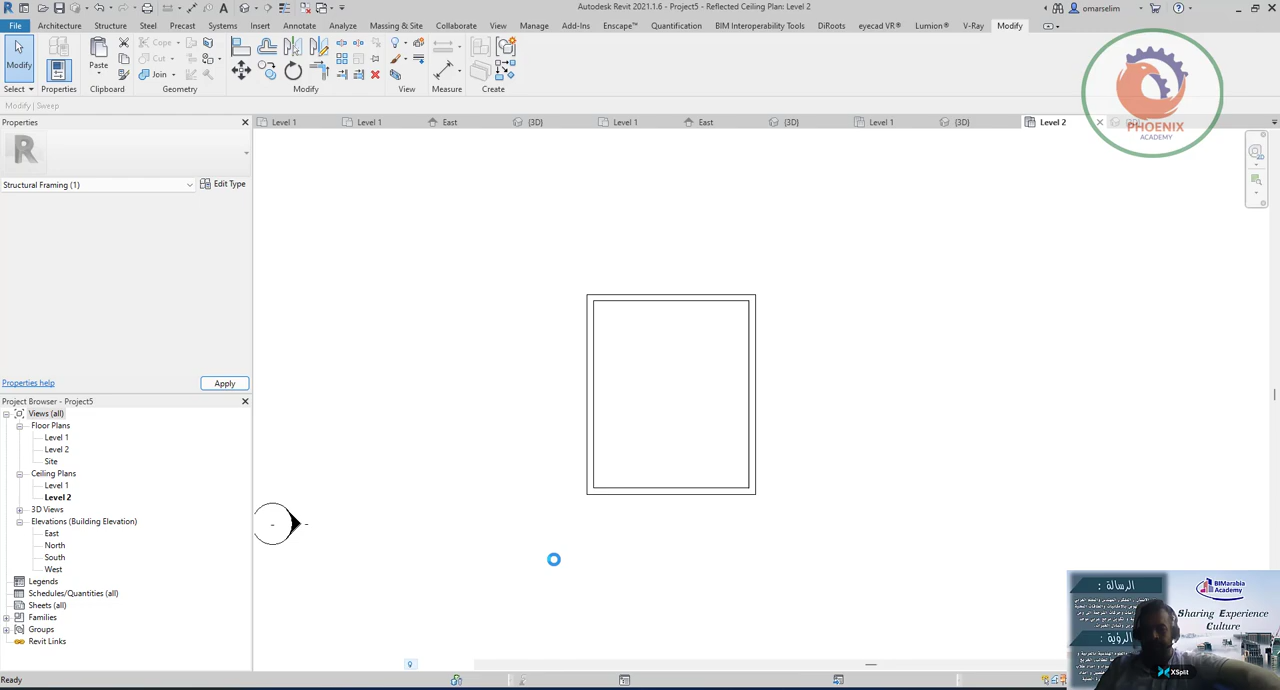 Autodesk Revit 2021.1.6 - Project5 - Reflected Ceiling Plan: Level 2
omarselim
File Architecture Structure Steel Precast Systems Insert Annotate Analyze Massing & Site Collaborate View Manage Add-Ins Enscape™ Quantification BIM Interoperability Tools DiRoots eyecad VR® Lumion® V-Ray Modify
Cope
Cut
Join
Modify Paste
Select Properties Clipboard Geometry Modify View Measure Create
Modify | Sweep
Properties
Level 1 Level 1 East {3D} Level 1 East {3D} Level 1 {3D} Level 2
PHOENIX
ACADEMY
Structural Framing (1)
Edit Type
Properties help
Apply
Project Browser - Project5
Views (all)
Floor Plans
Level 1
Level 2
Site
Ceiling Plans
Level 1
Level 2
3D Views
Elevations (Building Elevation)
East
North
South
West
Legends
Schedules/Quantities (all)
Sheets (all)
Families
Groups
Revit Links
Ready
الرسالة :
الرؤية :
BIMarabia
Academy
Sharing Experience
Culture
XSplit